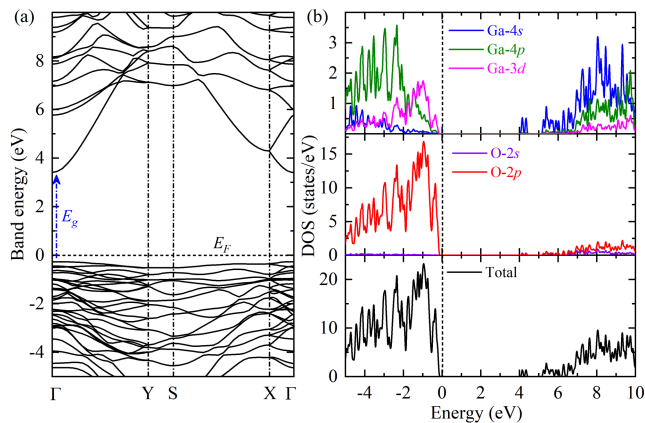 (a)
Band energy (eV)
8
6
4
2
0
-2
-4
E_g
E_F
Γ Y S X Γ
(b)
DOS (states/eV)
3
2
1
0
Ga-4s
Ga-4p
Ga-3d
15
10
5
0
O-2s
O-2p
20
10
0
Total
-4 -2 0 2 4 6 8 10
Energy (eV)